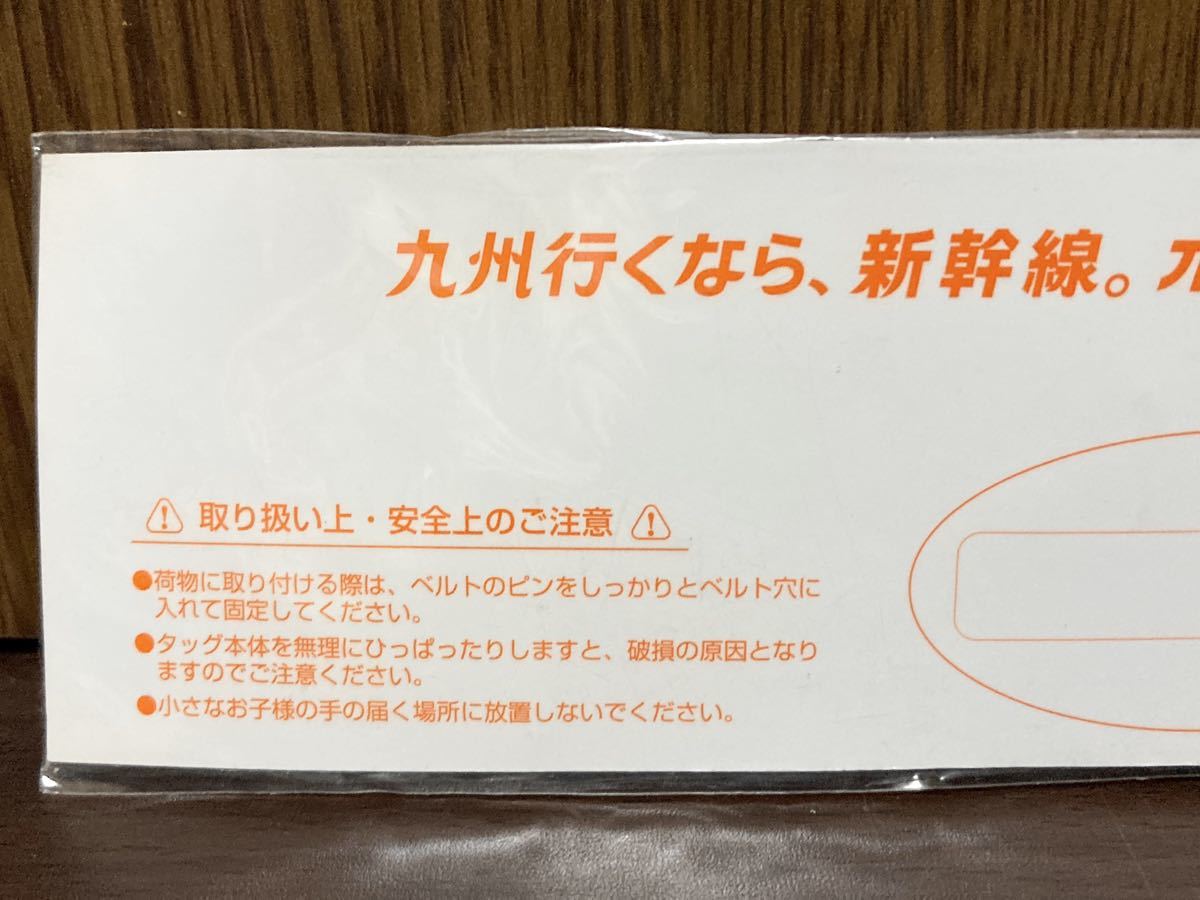 九州行くなら、新幹線。
取り扱い上・安全上のご注意
●荷物に取り付ける際は、ベルトのピンをしっかりとベルト穴に
入れて固定してください。
●タッグ本体を無理にひっぱったりしますと、破損の原因となり
ますのでご注意ください。
●小さなお子様の手の届く場所に放置しないでください。